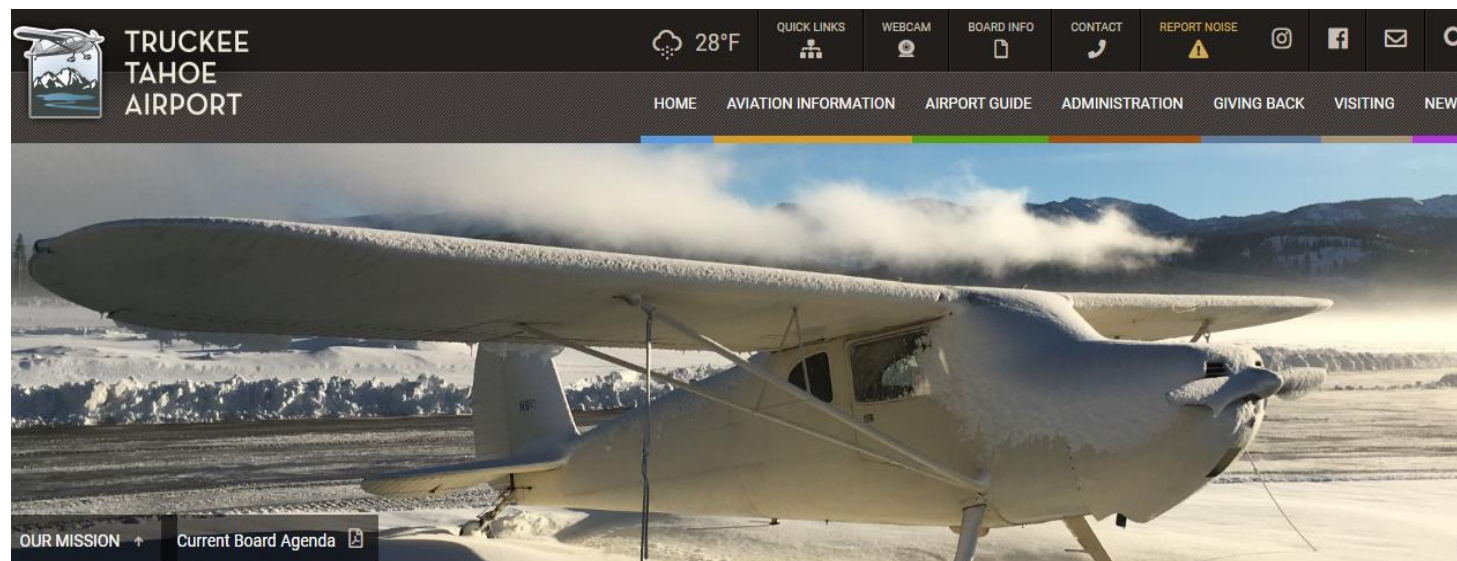 TRUCKEE
TAHOE
AIRPORT
28°F
QUICK LINKS
WEBCAM
BOARD INFO
CONTACT
REPORT NOISE
HOME
AVIATION INFORMATION
AIRPORT GUIDE
ADMINISTRATION
GIVING BACK
VISITING
NEW
OUR MISSION
Current Board Agenda